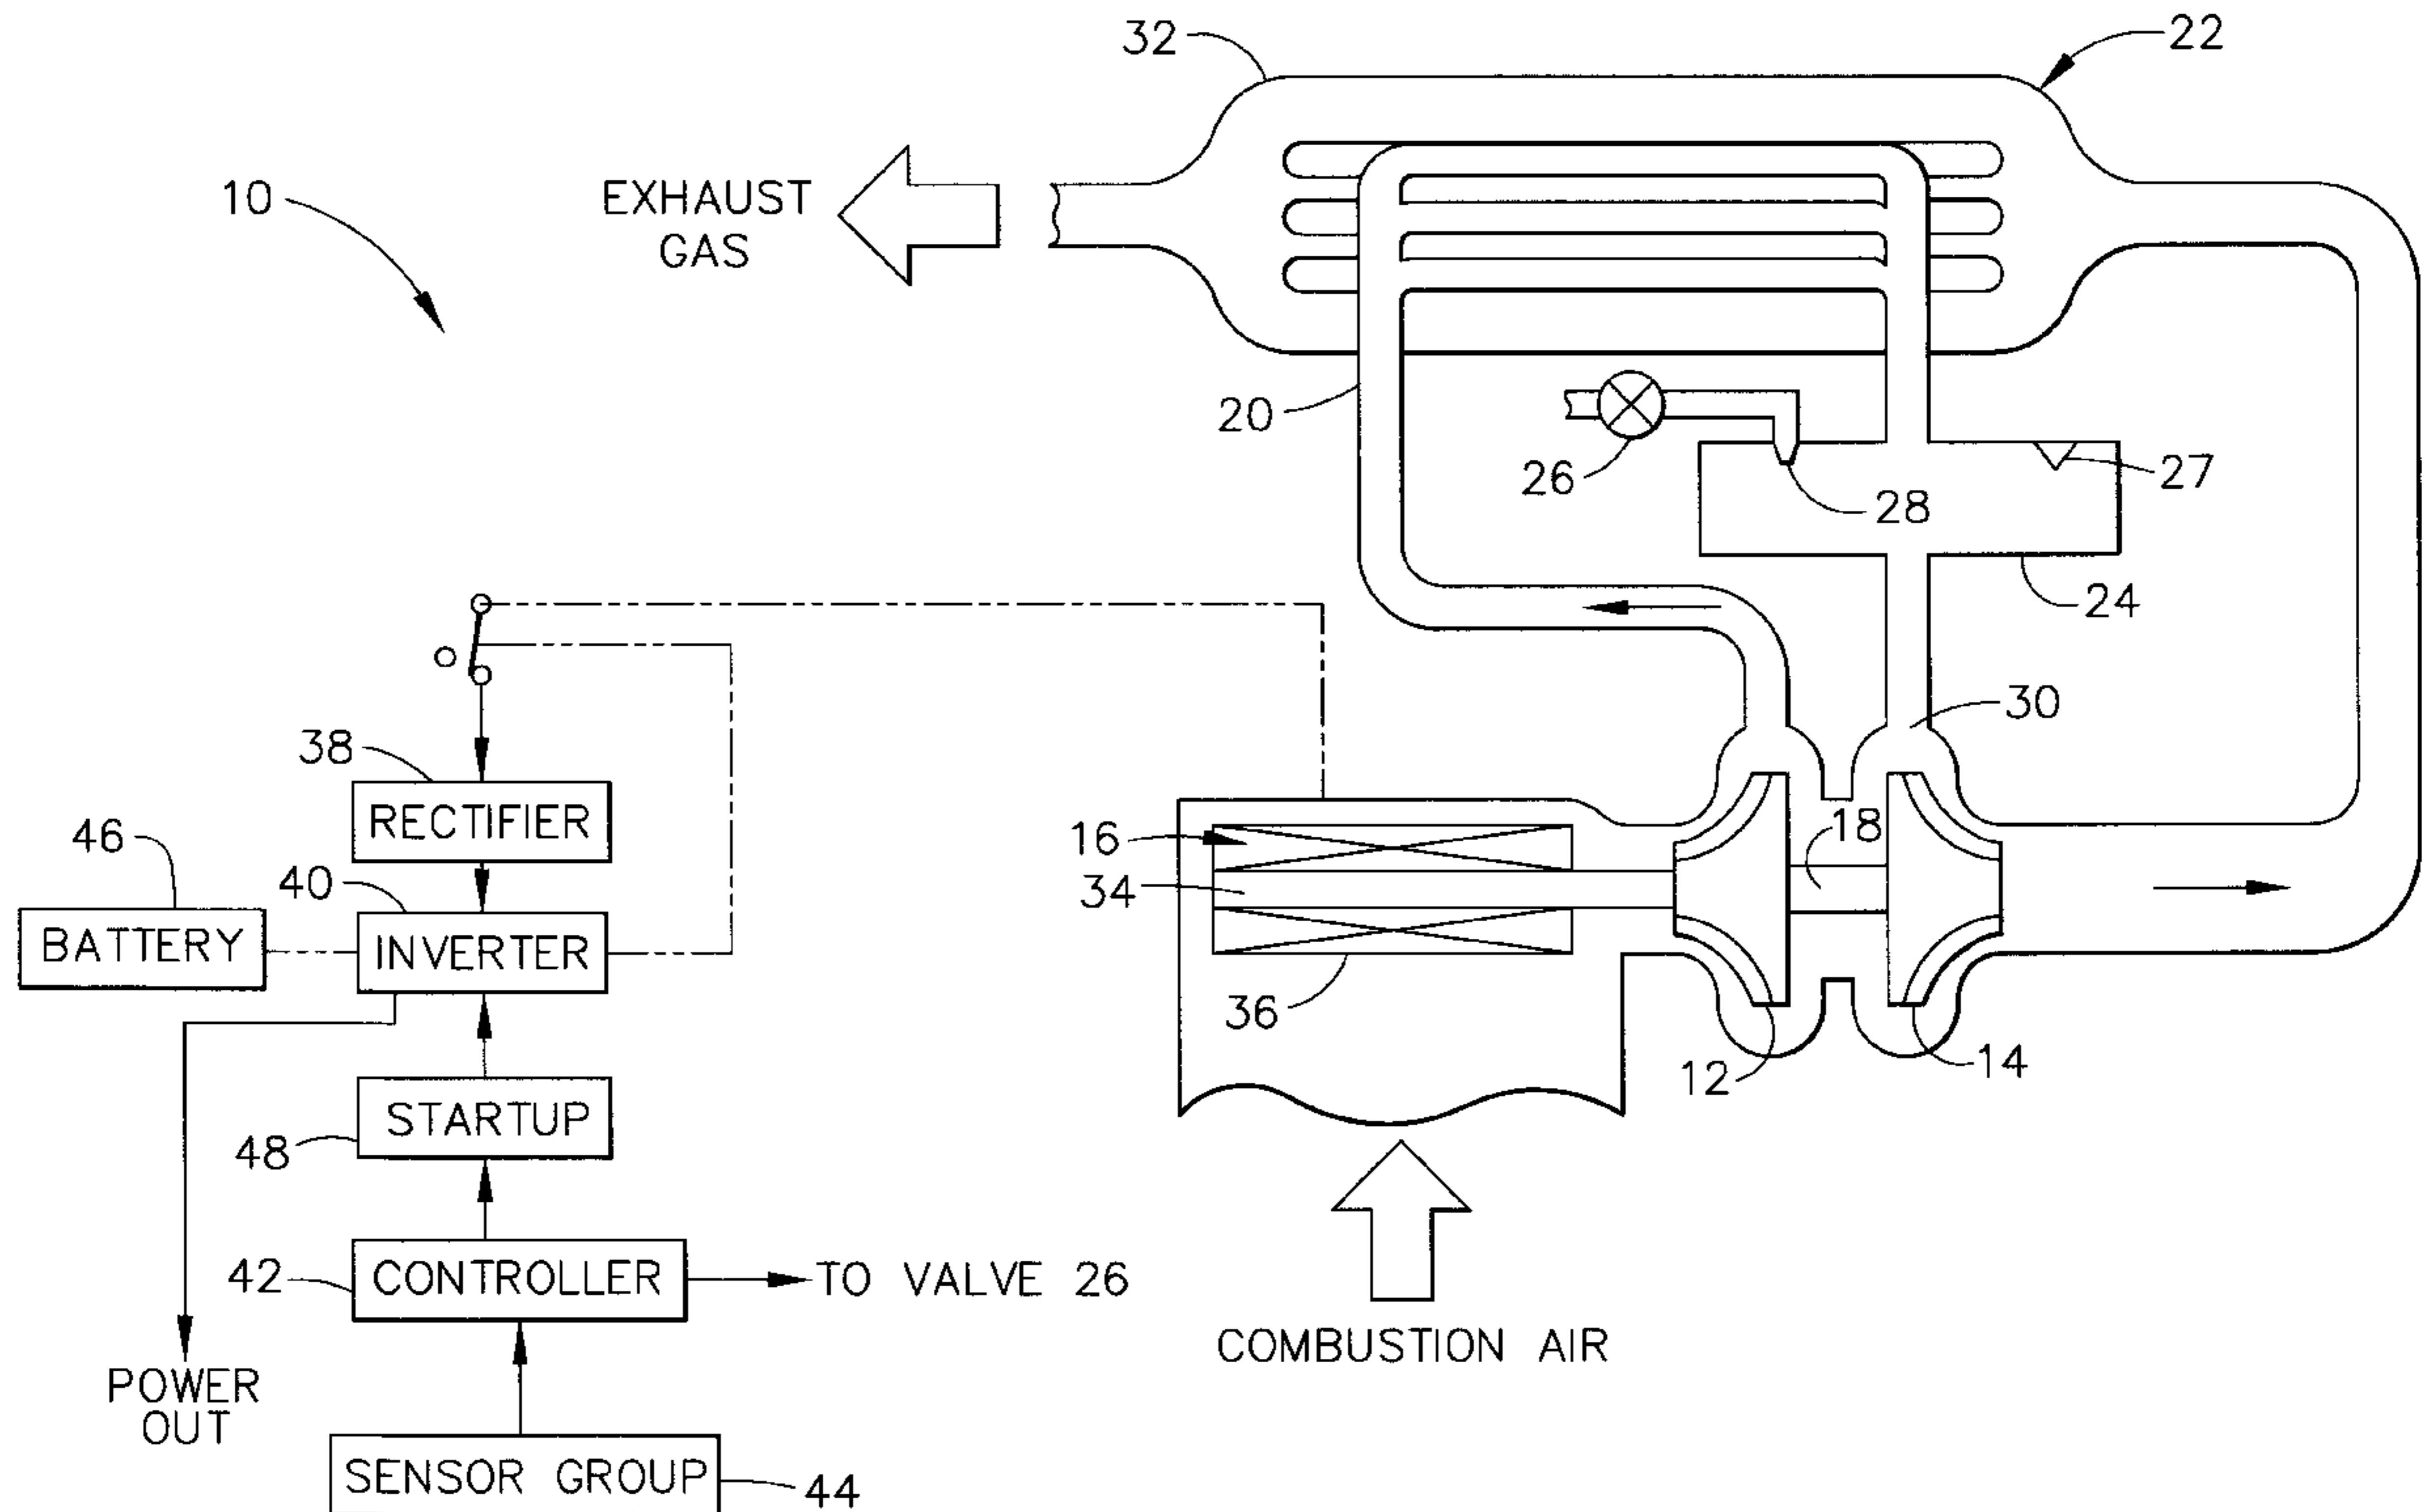 32
22
10
EXHAUST
GAS
20
26
28
27
24
30
38
RECTIFIER
46
16
18
40
34
BATTERY
INVERTER
36
12
14
STARTUP
48
42
CONTROLLER
TO VALVE 26
COMBUSTION AIR
POWER
OUT
SENSOR GROUP
44